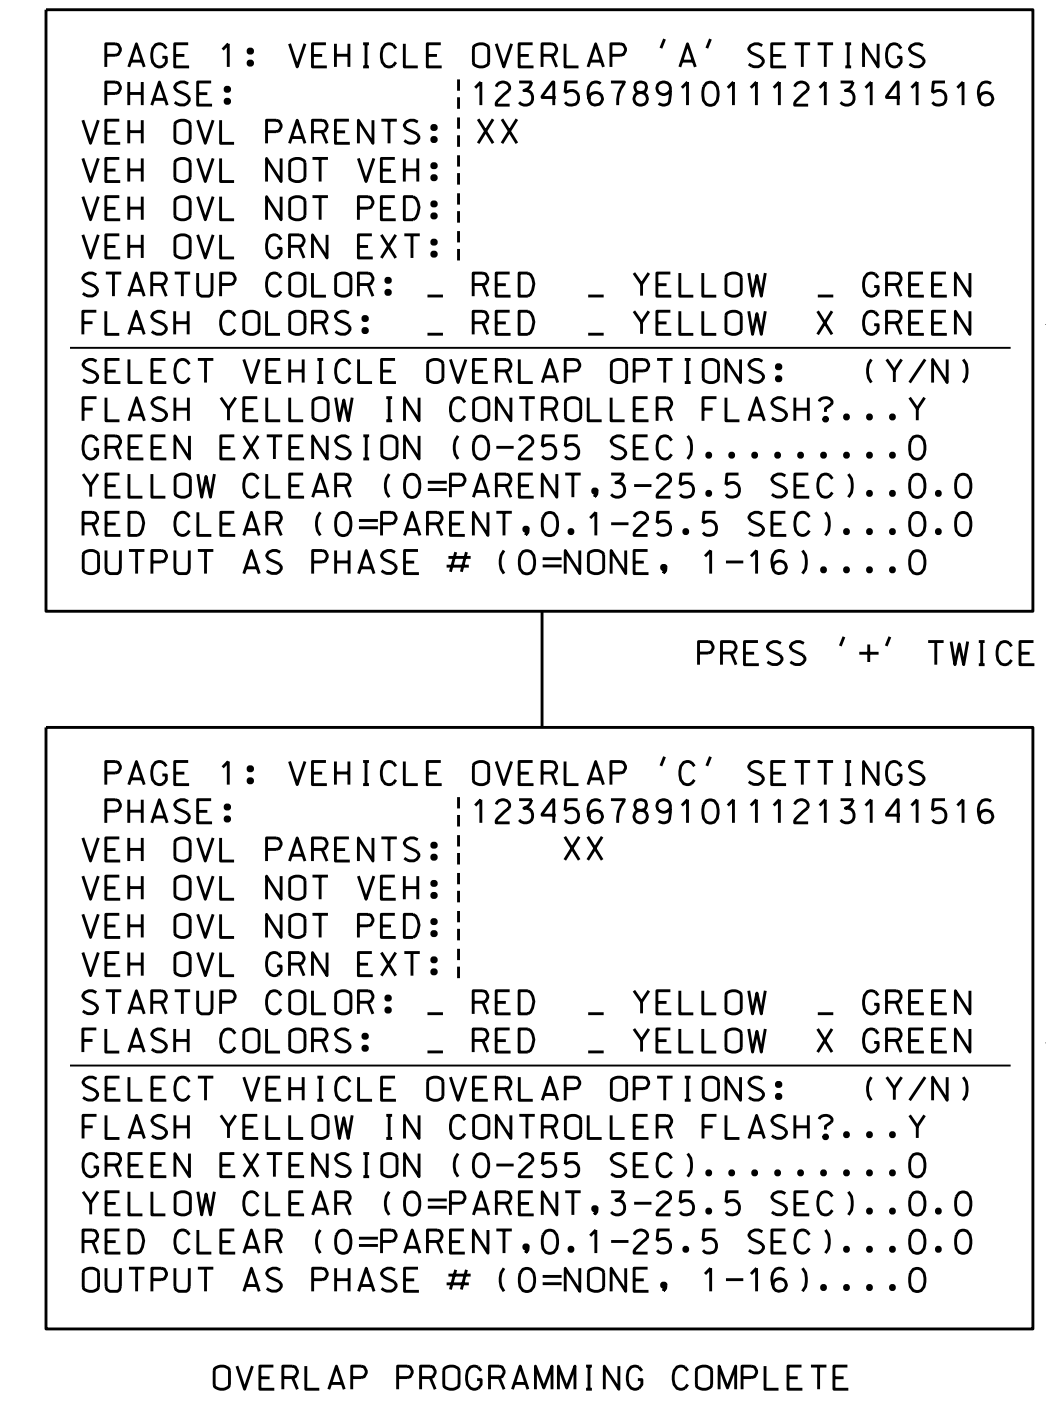 PAGE 1: VEHICLE OVERLAP 'A' SETTINGS
PHASE: ¦12345678910111213141516
VEH OVL PARENTS:¦XX
VEH OVL NOT VEH:¦
VEH OVL NOT PED:¦
VEH OVL GRN EXT:¦
STARTUP COLOR: _ RED _ YELLOW _ GREEN
FLASH COLORS: _ RED _ YELLOW X GREEN
SELECT VEHICLE OVERLAP OPTIONS: (Y/N)
FLASH YELLOW IN CONTROLLER FLASH?...Y
GREEN EXTENSION (0-255 SEC).........0
YELLOW CLEAR (0=PARENT,3-25.5 SEC)..0.0
RED CLEAR (0=PARENT,0.1-25.5 SEC)...0.0
OUTPUT AS PHASE # (0=NONE, 1-16)....0
PRESS '+' TWICE
PAGE 1: VEHICLE OVERLAP 'C' SETTINGS
PHASE: ¦12345678910111213141516
VEH OVL PARENTS:¦ XX
VEH OVL NOT VEH:¦
VEH OVL NOT PED:¦
VEH OVL GRN EXT:¦
STARTUP COLOR: _ RED _ YELLOW _ GREEN
FLASH COLORS: _ RED _ YELLOW X GREEN
SELECT VEHICLE OVERLAP OPTIONS: (Y/N)
FLASH YELLOW IN CONTROLLER FLASH?...Y
GREEN EXTENSION (0-255 SEC).........0
YELLOW CLEAR (0=PARENT,3-25.5 SEC)..0.0
RED CLEAR (0=PARENT,0.1-25.5 SEC)...0.0
OUTPUT AS PHASE # (0=NONE, 1-16)....0
OVERLAP PROGRAMMING COMPLETE